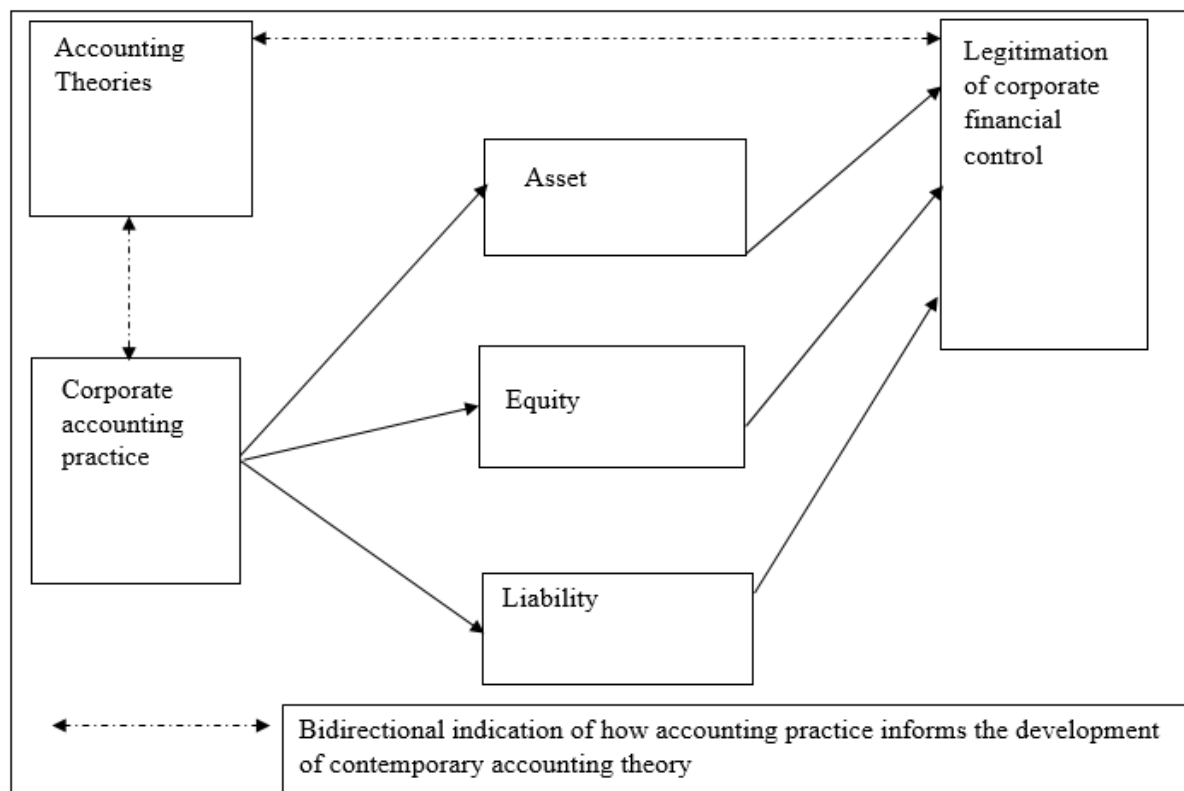 Accounting
Theories
Legitimation
of corporate
financial
control
Asset
Corporate
accounting
practice
Equity
Liability
Bidirectional indication of how accounting practice informs the development
of contemporary accounting theory